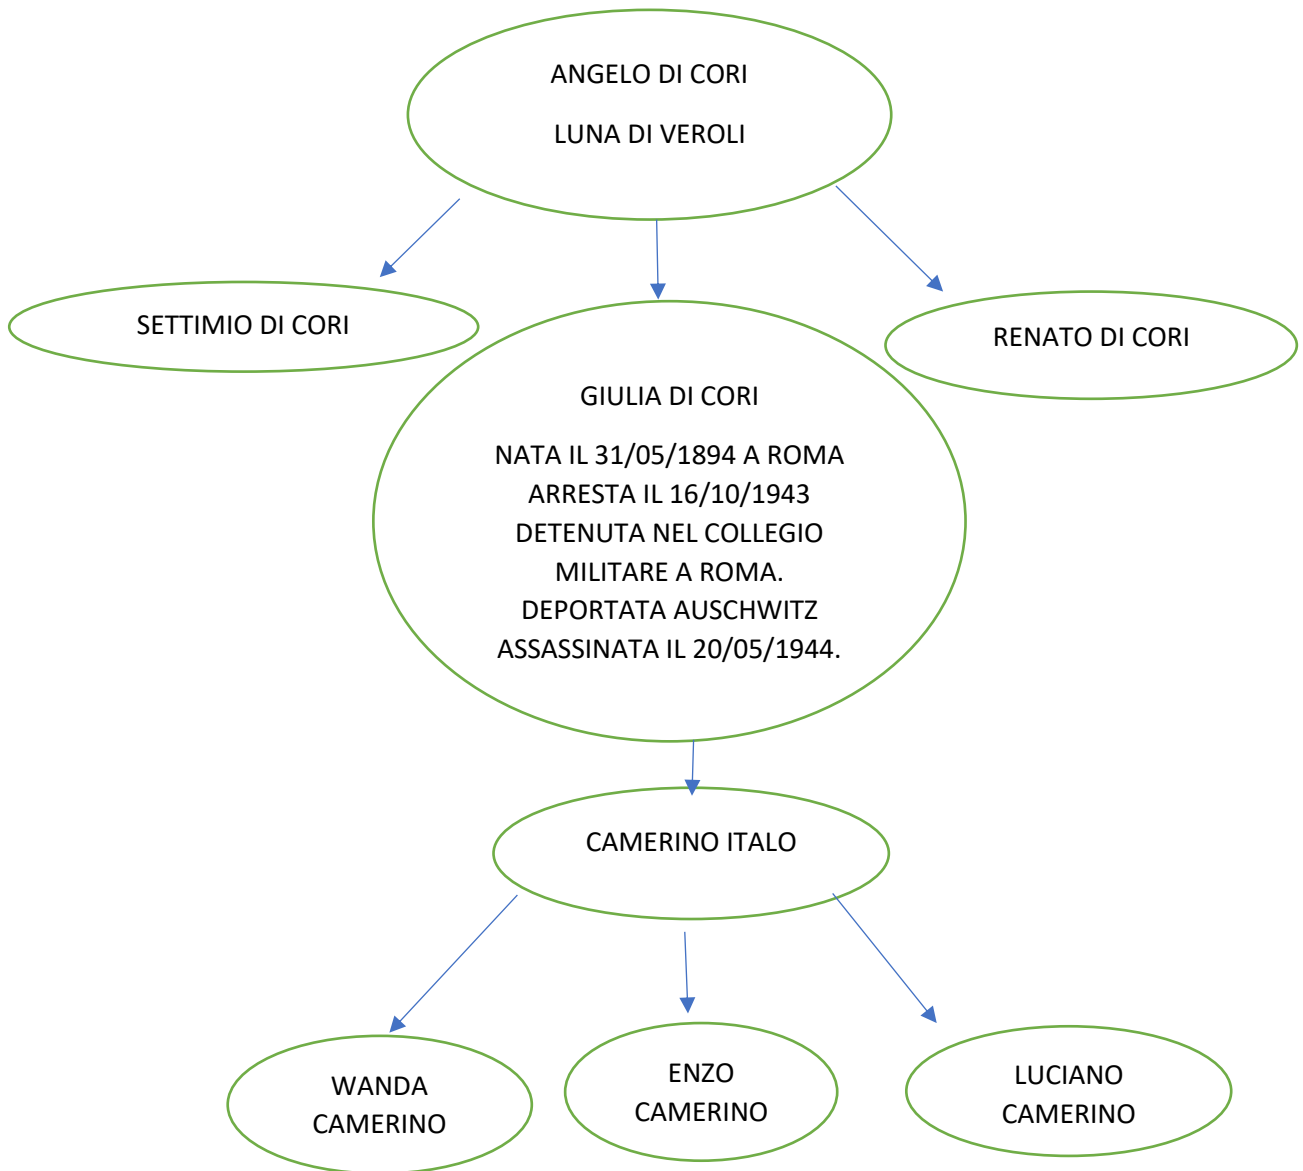 ANGELO DI CORI
LUNA DI VEROLI
SETTIMIO DI CORI
RENATO DI CORI
GIULIA DI CORI
NATA IL 31/05/1894 A ROMA
ARRESTA IL 16/10/1943
DETENUTA NEL COLLEGIO
MILITARE A ROMA.
DEPORTATA AUSCHWITZ
ASSASSINATA IL 20/05/1944.
CAMERINO ITALO
WANDA
CAMERINO
ENZO
CAMERINO
LUCIANO
CAMERINO